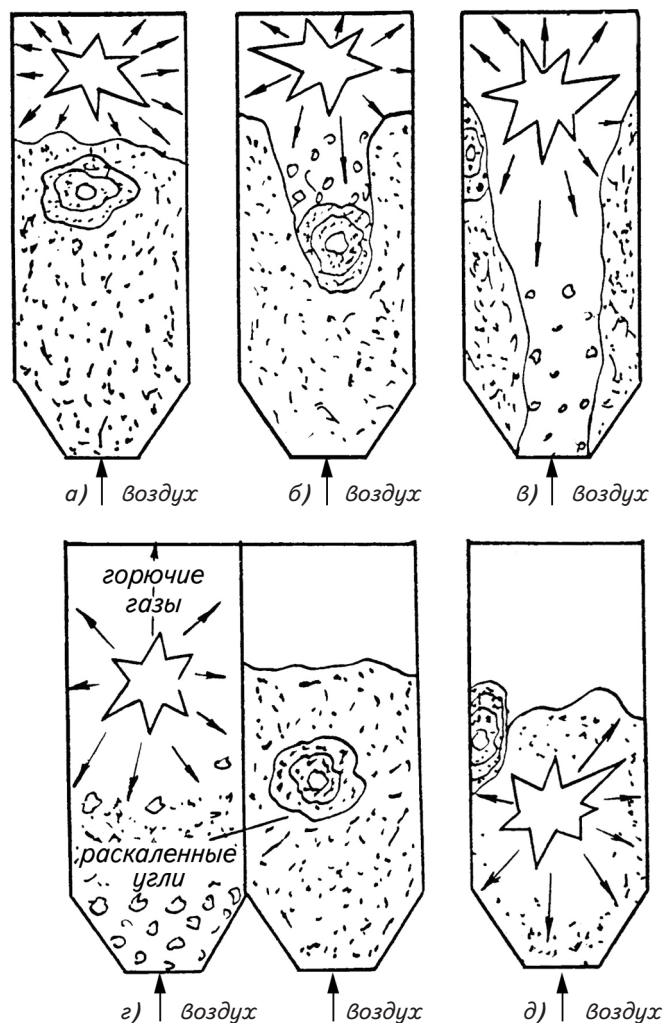 а) воздух
б) воздух
в) воздух
горючие
газы
раскаленные
угли
г) воздух
воздух
д) воздух